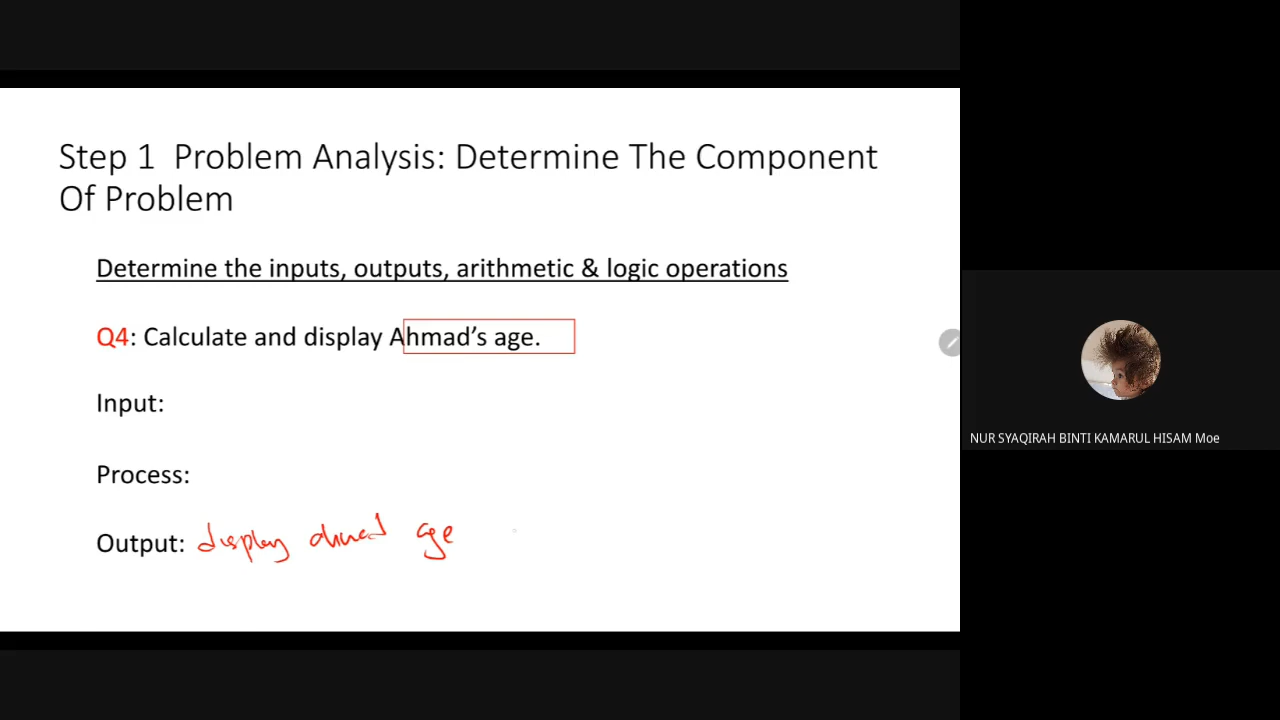 Step 1 Problem Analysis: Determine The Component
Of Problem
Determine the inputs, outputs, arithmetic & logic operations
Q4: Calculate and display Ahmad’s age.
Input:
Process:
Output: display ahmad age
NUR SYAQIRAH BINTI KAMARUL HISAM Moe